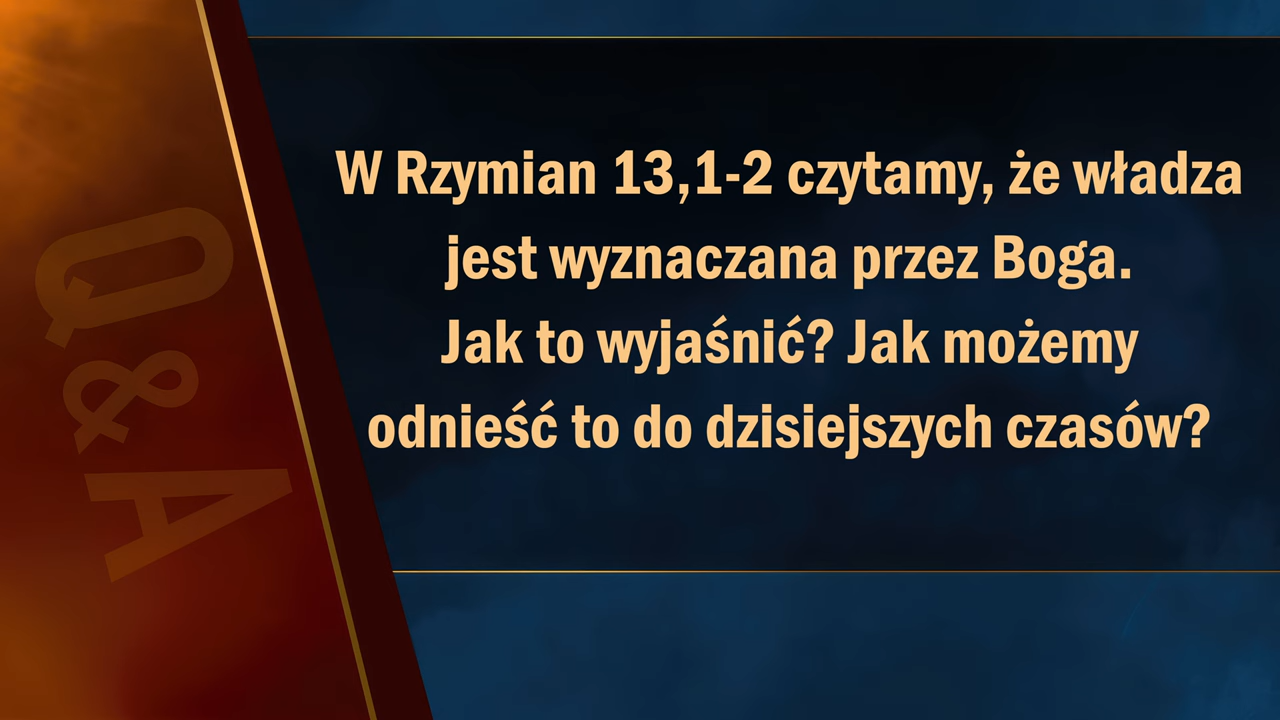 Q&A
W Rzymian 13,1-2 czytamy, że władza
jest wyznaczana przez Boga.
Jak to wyjaśnić? Jak możemy
odnieść to do dzisiejszych czasów?